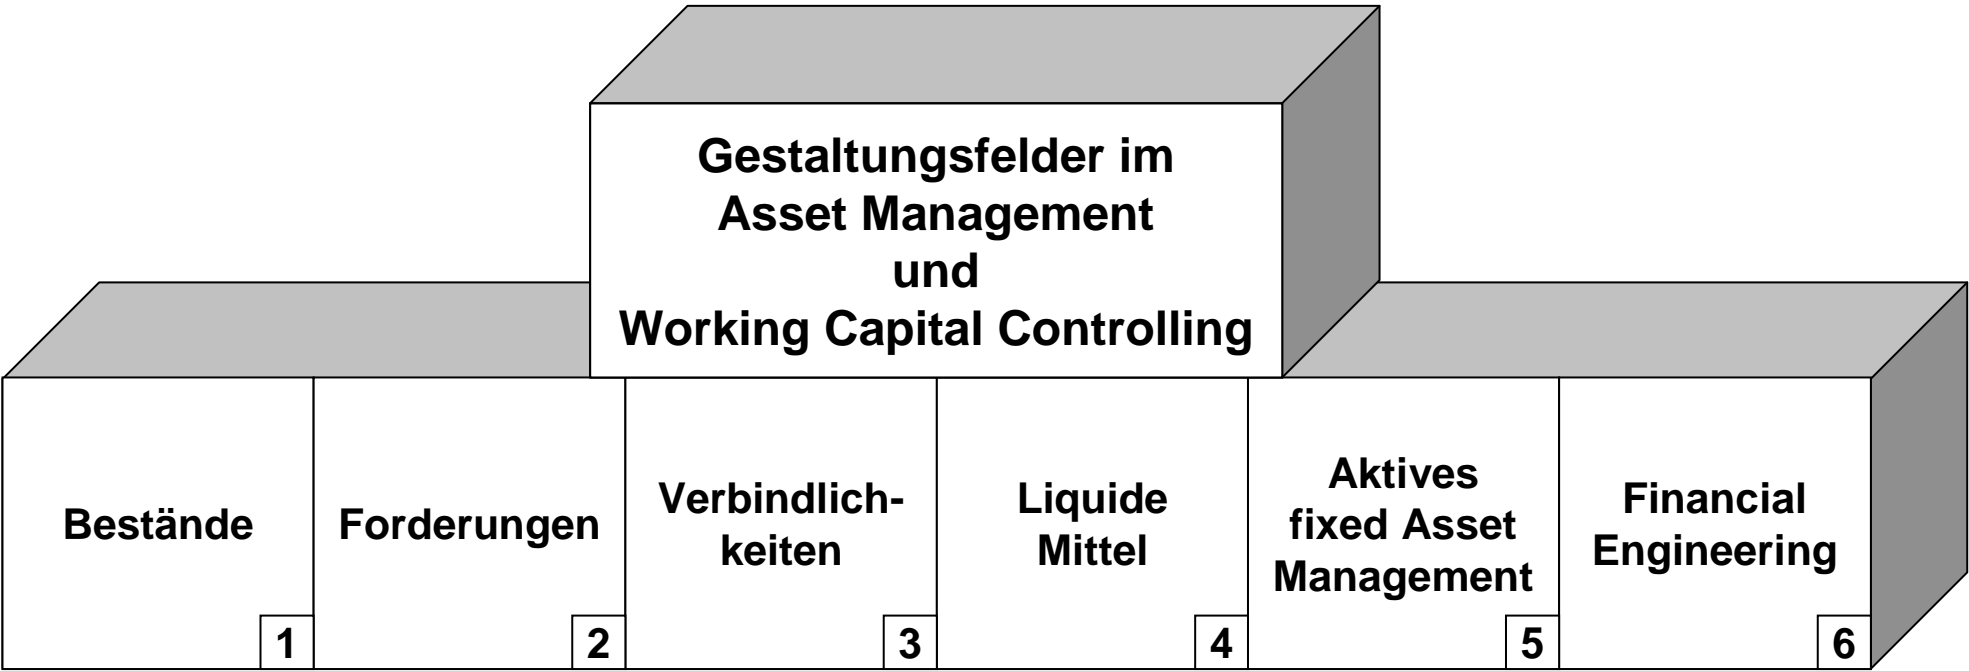 Gestaltungsfelder im
Asset Management
und
Working Capital Controlling
Bestände
1
Forderungen
2
Verbindlich-
keiten
3
Liquide
Mittel
4
Aktives
fixed Asset
Management
5
Financial
Engineering
6